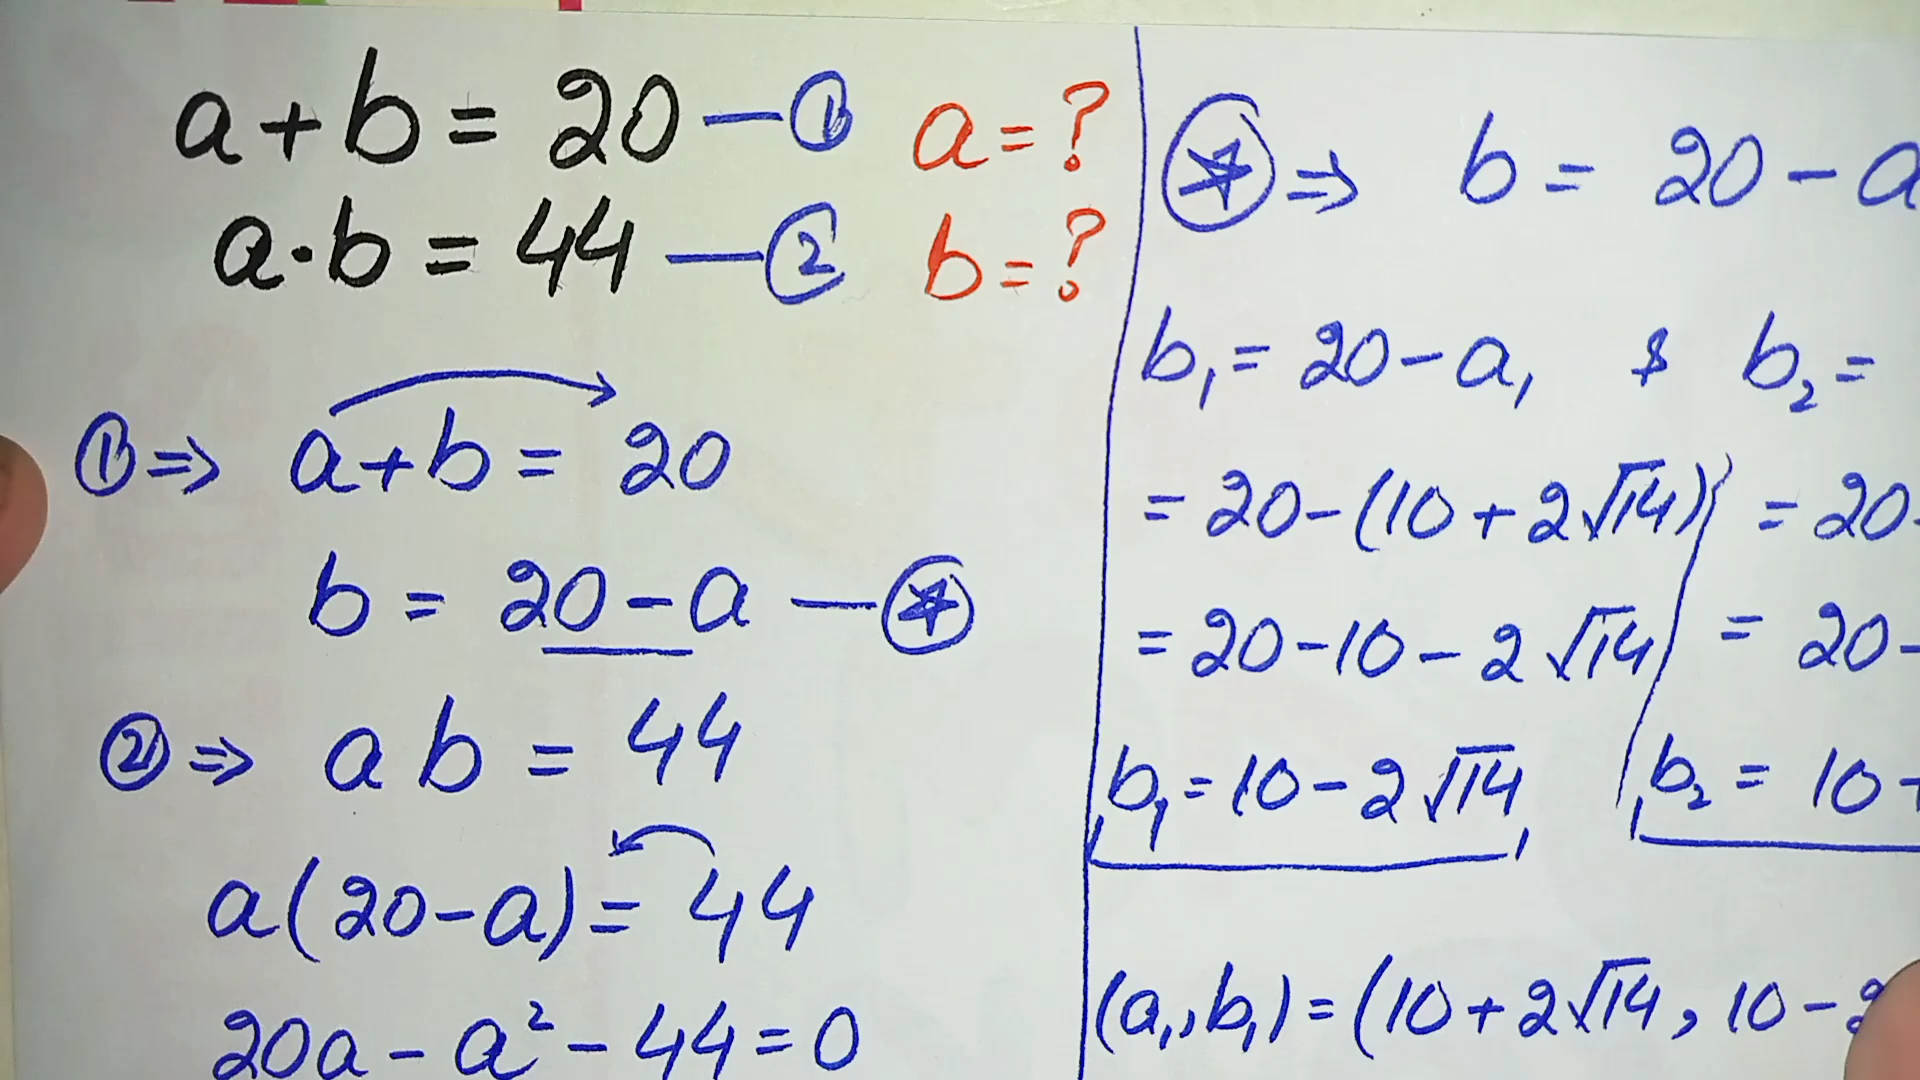 a+b = 20 — ① a = ?
a·b = 44 — ② b = ?
① ⇒ a+b = 20
b = 20 - a — ⊛
② ⇒ a b = 44
a(20-a) = 44
20a - a² - 44 = 0
⊛ ⇒ b = 20 - a
b₁ = 20 - a₁ & b₂ =
= 20-(10+2√14) = 20-
= 20-10-2√14 = 20-
b₁ = 10-2√14 b₂ = 10+
(a₁,b₁) = (10+2√14, 10-2